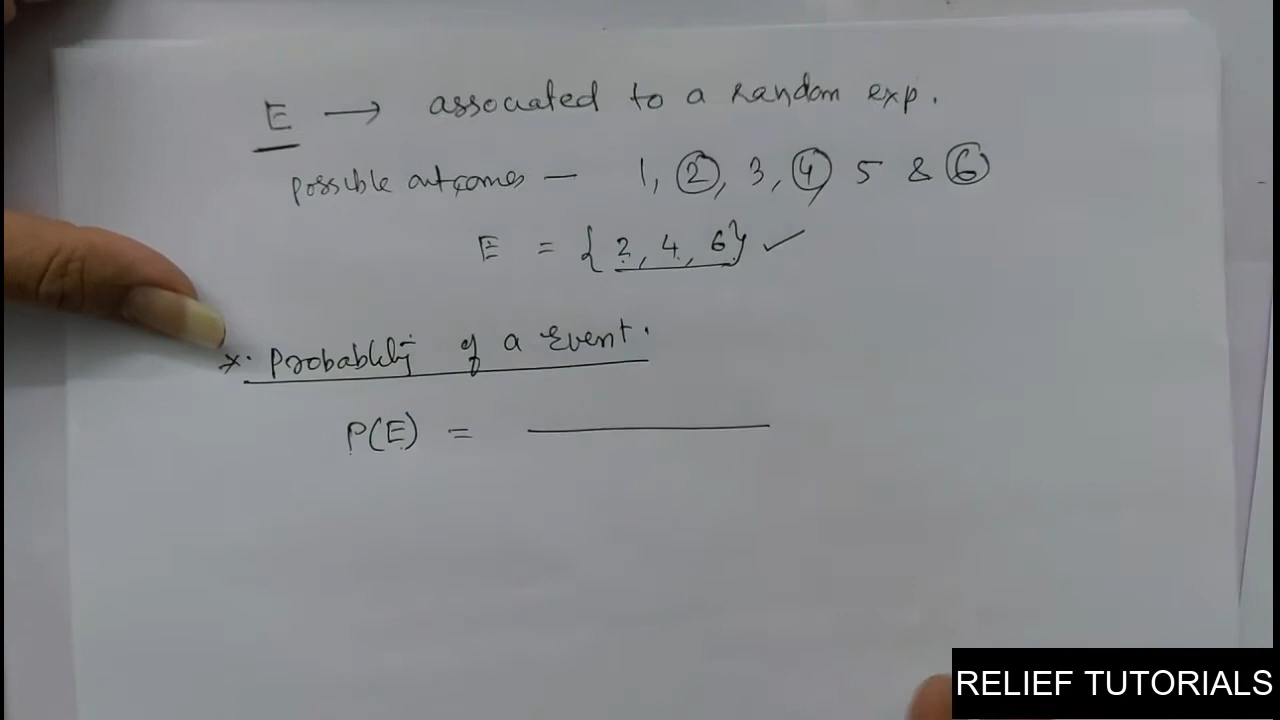 E → associated to a random exp.
possible outcomes — 1, 2, 3, 4, 5 & 6
E = { 2, 4, 6} ✓
*. Probability of a Event.
P(E) =
RELIEF TUTORIALS